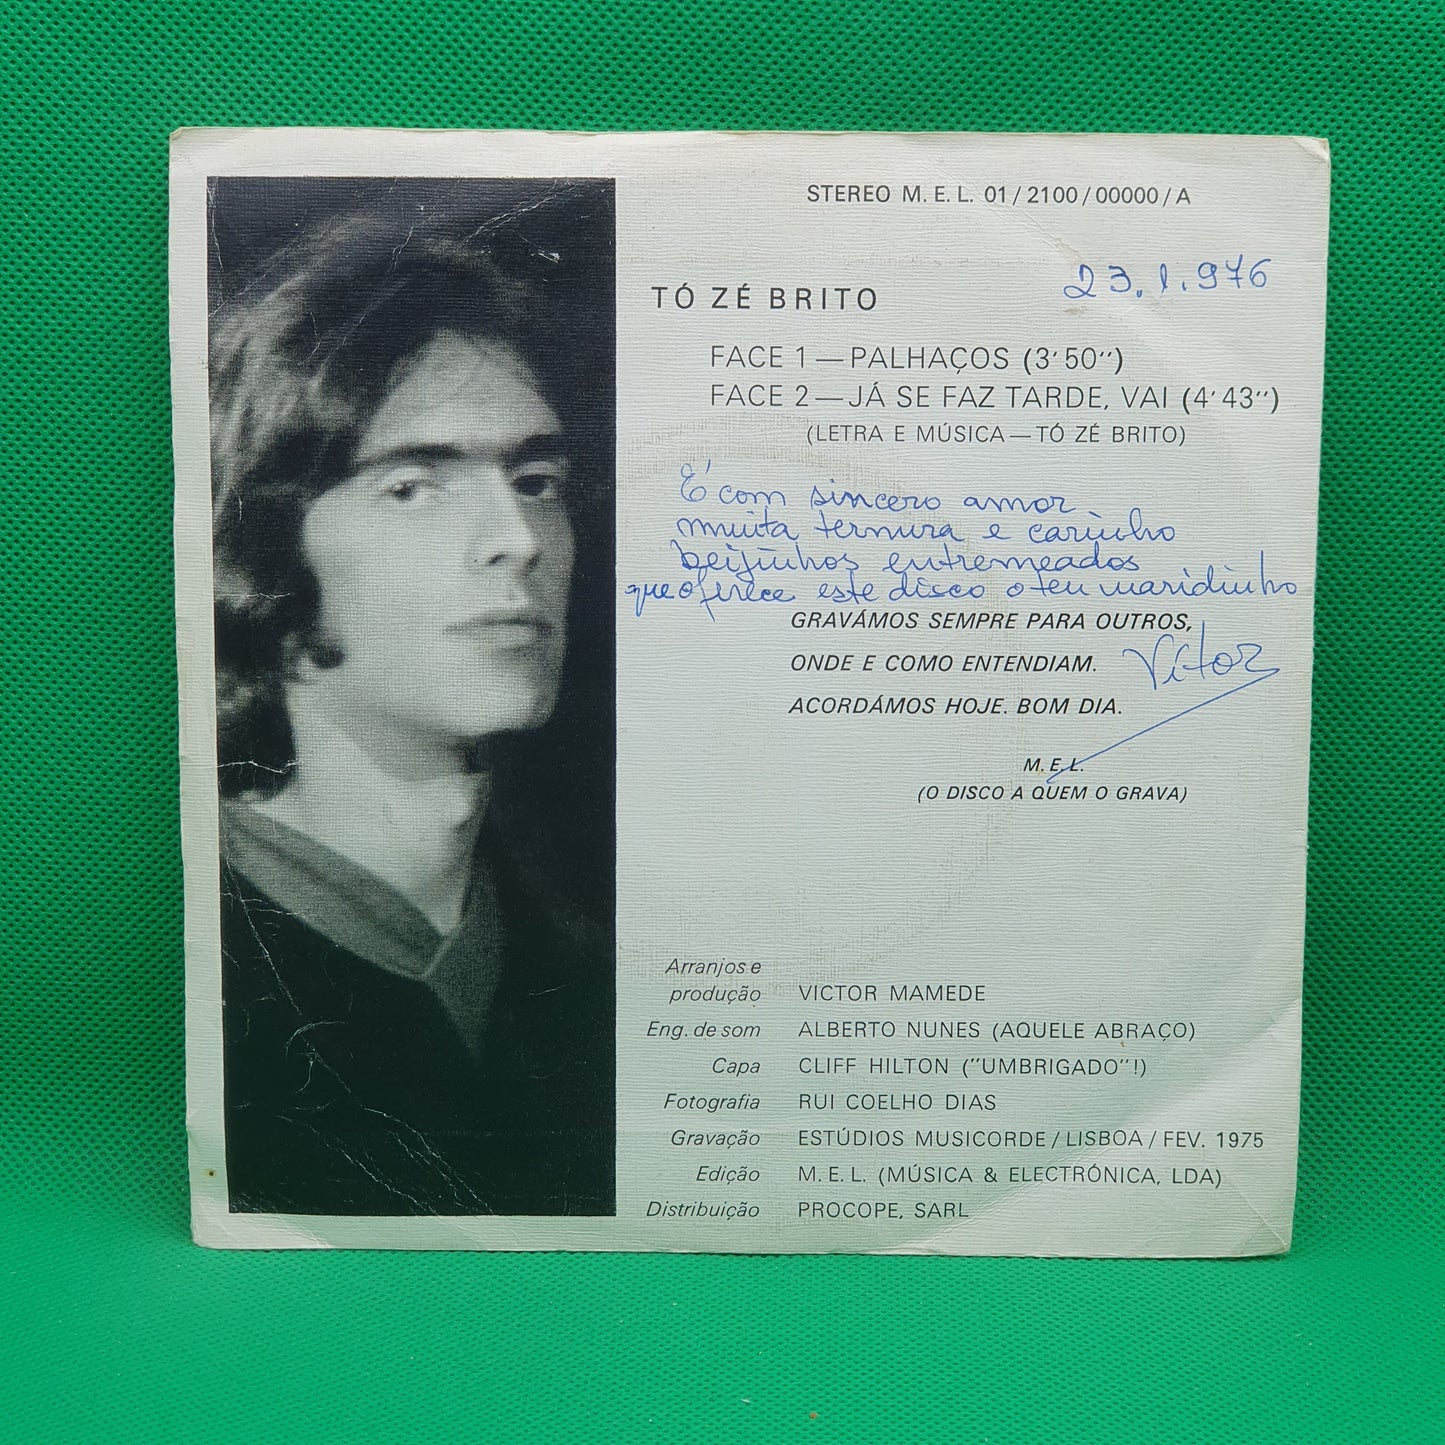 STEREO M. E. L. 01/2100/00000/A
23.1.976
TÓ ZÉ BRITO
FACE 1—PALHAÇOS (3'50'')
FACE 2—JÁ SE FAZ TARDE, VAI (4'43'')
(LETRA E MÚSICA—TÓ ZÉ BRITO)
É com sincero amor
muita ternura e carinho
beijinhos entremeados
que oferece este disco o teu maridinho
GRAVÁMOS SEMPRE PARA OUTROS,
ONDE E COMO ENTENDIAM.
Vítor
ACORDÁMOS HOJE. BOM DIA.
M. E. L.
(O DISCO A QUEM O GRAVA)
Arranjos e
produção VICTOR MAMEDE
Eng. de som ALBERTO NUNES (AQUELE ABRAÇO)
Capa CLIFF HILTON (''UMBRIGADO''!)
Fotografia RUI COELHO DIAS
Gravação ESTÚDIOS MUSICORDE/LISBOA/FEV. 1975
Edição M. E. L. (MÚSICA & ELECTRÓNICA, LDA)
Distribuição PROCOPE, SARL